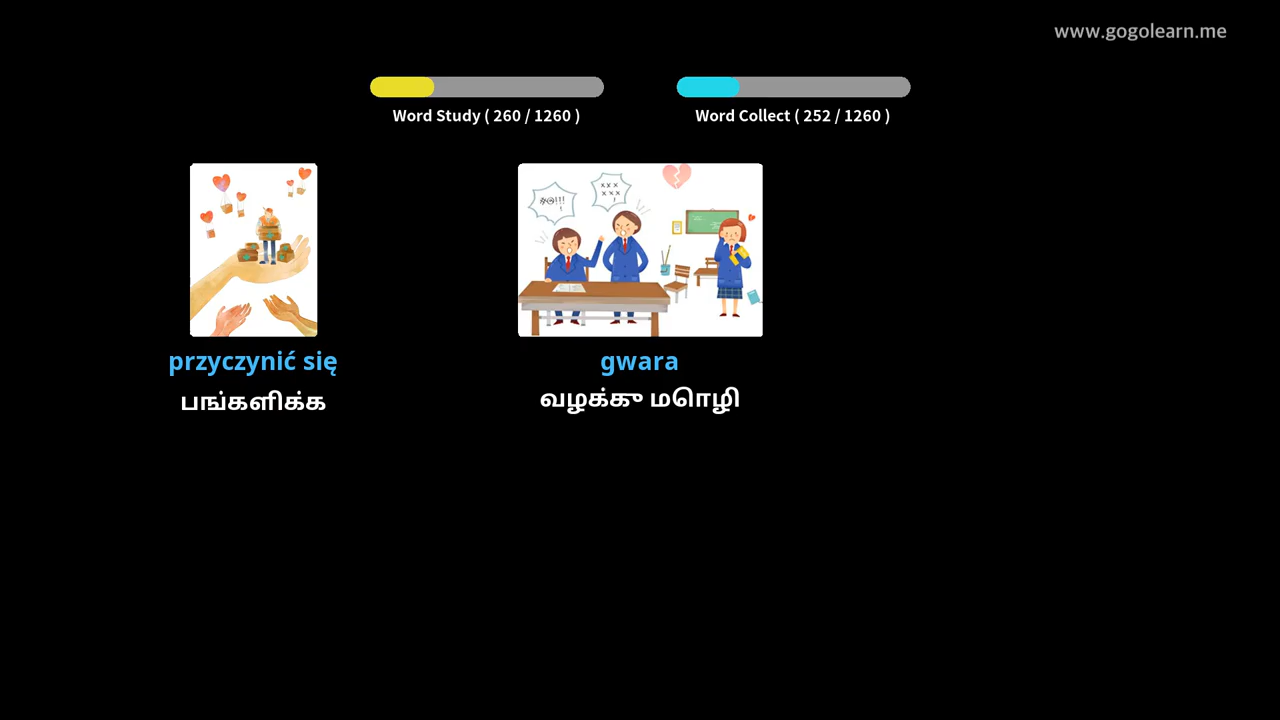 www.gogolearn.me
Word Study ( 260 / 1260 )
Word Collect ( 252 / 1260 )
przyczynić się
gwara
பங்களிக்க
வழக்கு மொழி